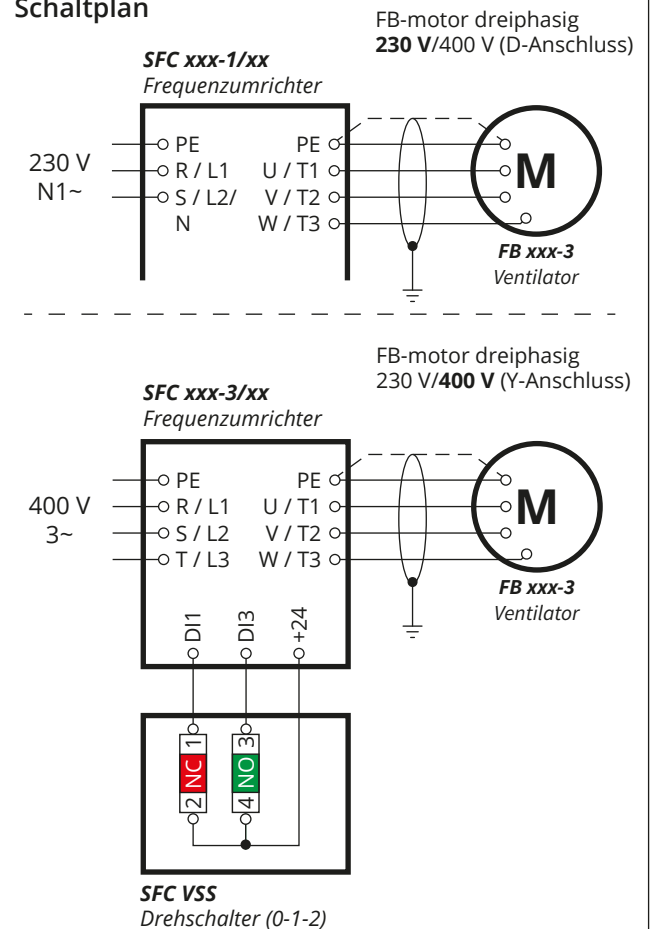 Schaltplan
FB-motor dreiphasig
230 V/400 V (D-Anschluss)
SFC xxx-1/xx
Frequenzumrichter
230 V
N1~
PE
R / L1
S / L2/
N
PE
U / T1
V / T2
W / T3
M
FB xxx-3
Ventilator
FB-motor dreiphasig
230 V/400 V (Y-Anschluss)
SFC xxx-3/xx
Frequenzumrichter
400 V
3~
PE
R / L1
S / L2
T / L3
PE
U / T1
V / T2
W / T3
M
FB xxx-3
Ventilator
DI1
DI3
+24
2 NC 1
4 NO 3
SFC VSS
Drehschalter (0-1-2)